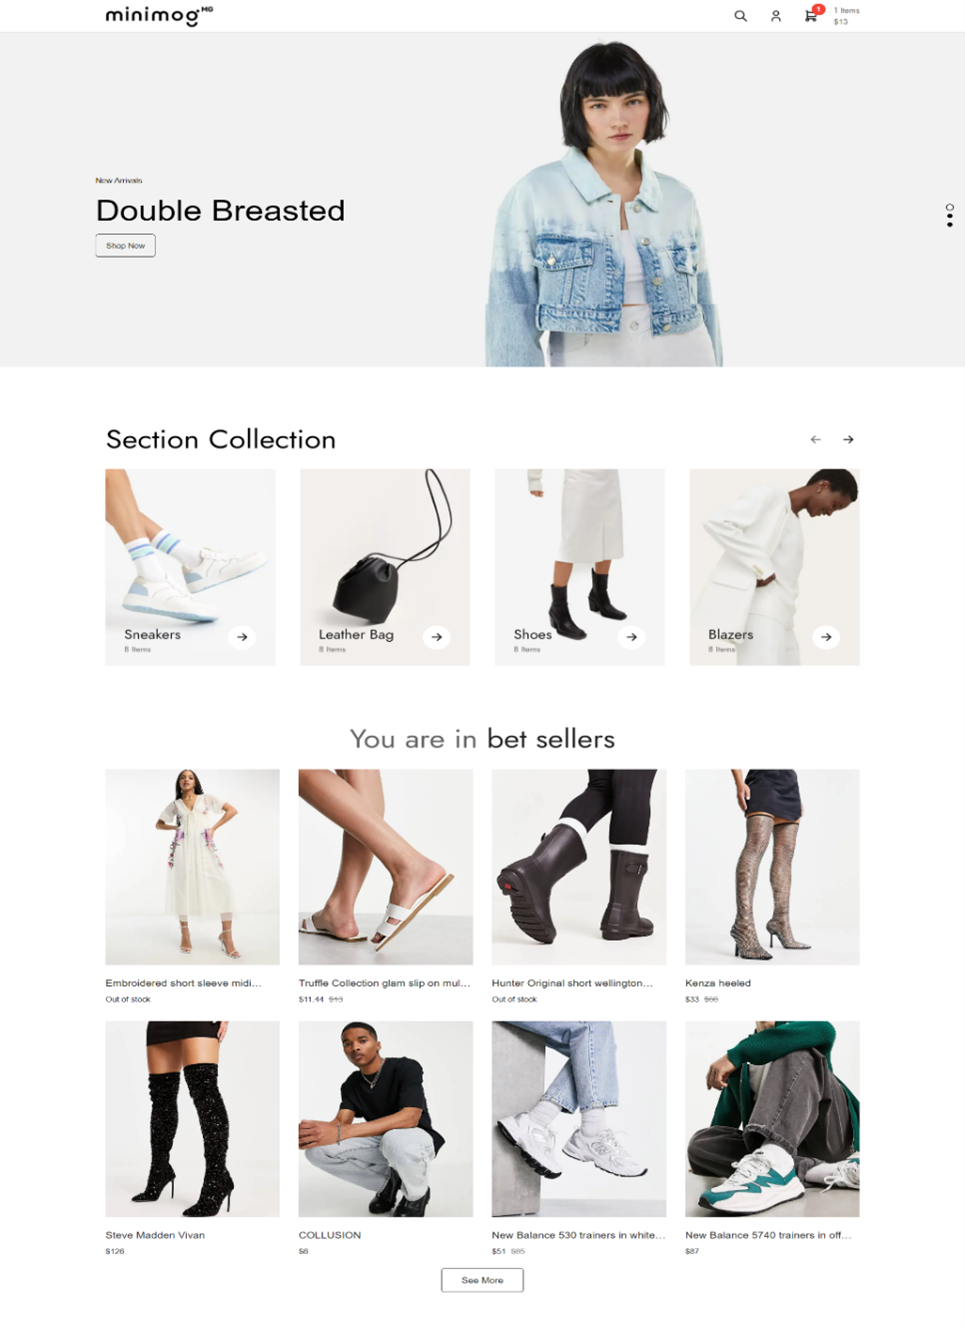 minimog MG
1
1 Items
$13
New Arrivals
Double Breasted
Shop Now
Section Collection
Sneakers
8 Items
Leather Bag
8 Items
Shoes
8 Items
Blazers
8 Items
You are in bet sellers
Embroidered short sleeve midi...
Out of stock
Truffle Collection glam slip on mul...
$11.44 $13
Hunter Original short wellington...
Out of stock
Kenza heeled
$33 $66
Steve Madden Vivan
$126
COLLUSION
$6
New Balance 530 trainers in white...
$51 $85
New Balance 5740 trainers in off...
$87
See More